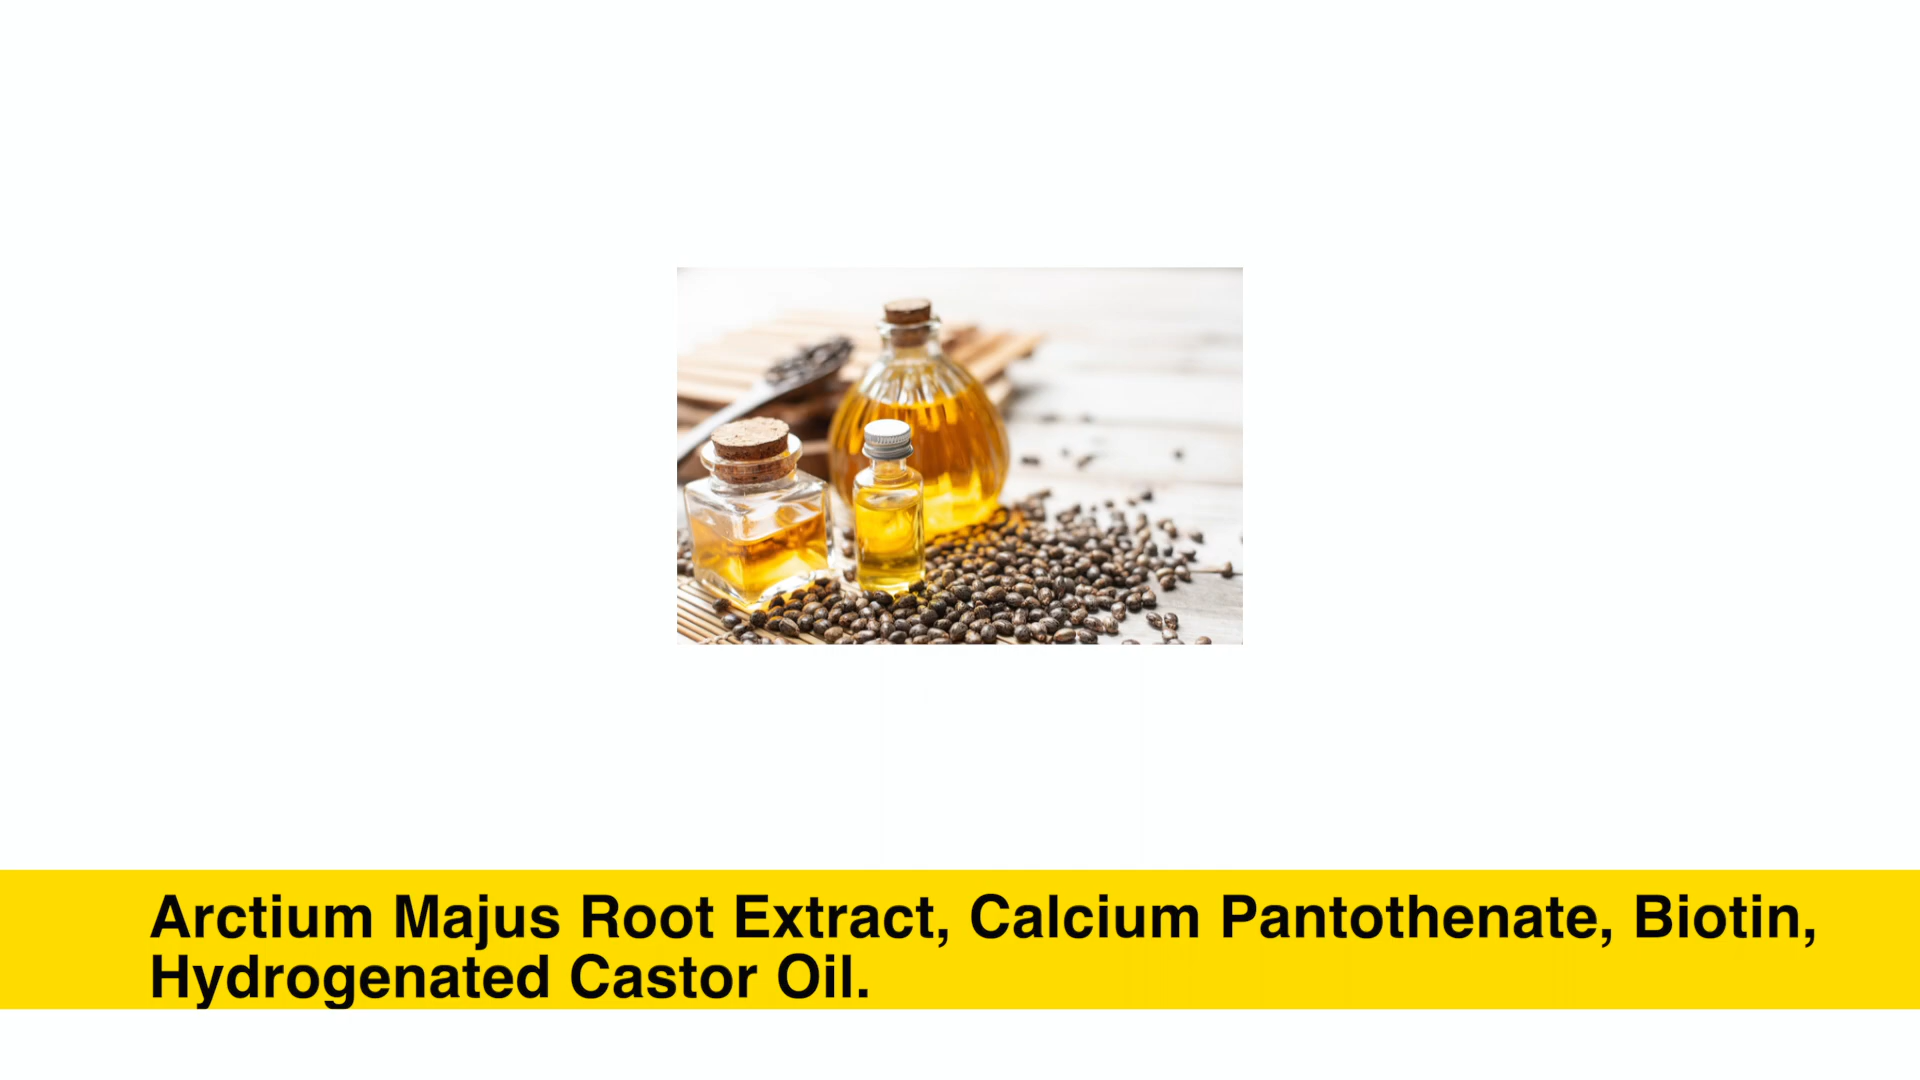 Arctium Majus Root Extract, Calcium Pantothenate, Biotin,
Hydrogenated Castor Oil.